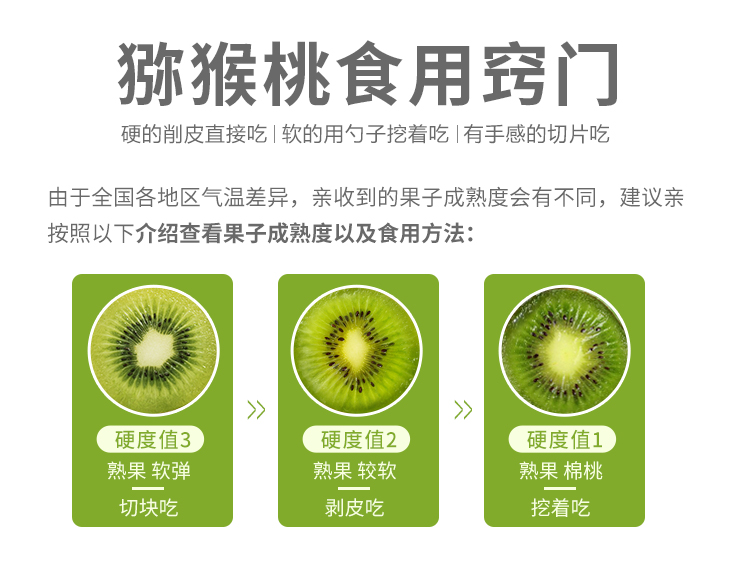 猕猴桃食用窍门
硬的削皮直接吃|软的用勺子挖着吃|有手感的切片吃
由于全国各地区气温差异，亲收到的果子成熟度会有不同，建议亲
按照以下介绍查看果子成熟度以及食用方法：
硬度值3
熟果 软弹
切块吃
硬度值2
熟果 较软
剥皮吃
硬度值1
熟果 棉桃
挖着吃